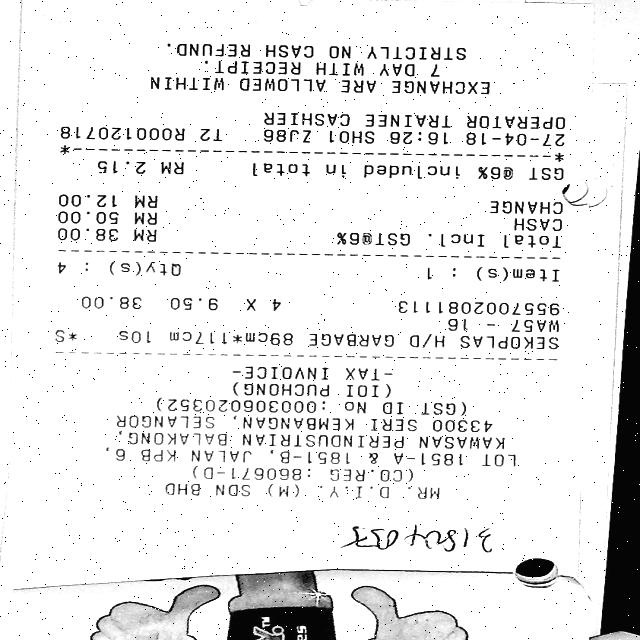 MR. D.I.Y. (M) SDN BHD
(CO.REG :860671-D)
LOT 1851-A & 1851-B, JALAN KPB 6,
KAWASAN PERINDUSTRIAN BALAKONG,
43300 SERI KEMBANGAN, SELANGOR
(GST ID No :000306020352)
(IOI PUCHONG)
-TAX INVOICE-
SEKOPLAS H/D GARBAGE 89cm*117cm 10s *S
WA57 - 16
9557002081113 4 X 9.50 38.00
Item(s) : 1 Qty(s) : 4
Total Incl. GST@6% RM 38.00
CASH RM 50.00
CHANGE RM 12.00
GST @6% included in total RM 2.15
27-04-18 16:26 SH01 ZJ86 T2 R000120718
OPERATOR TRAINEE CASHIER
EXCHANGE ARE ALLOWED WITHIN
7 DAY WITH RECEIPT.
STRICTLY NO CASH REFUND.